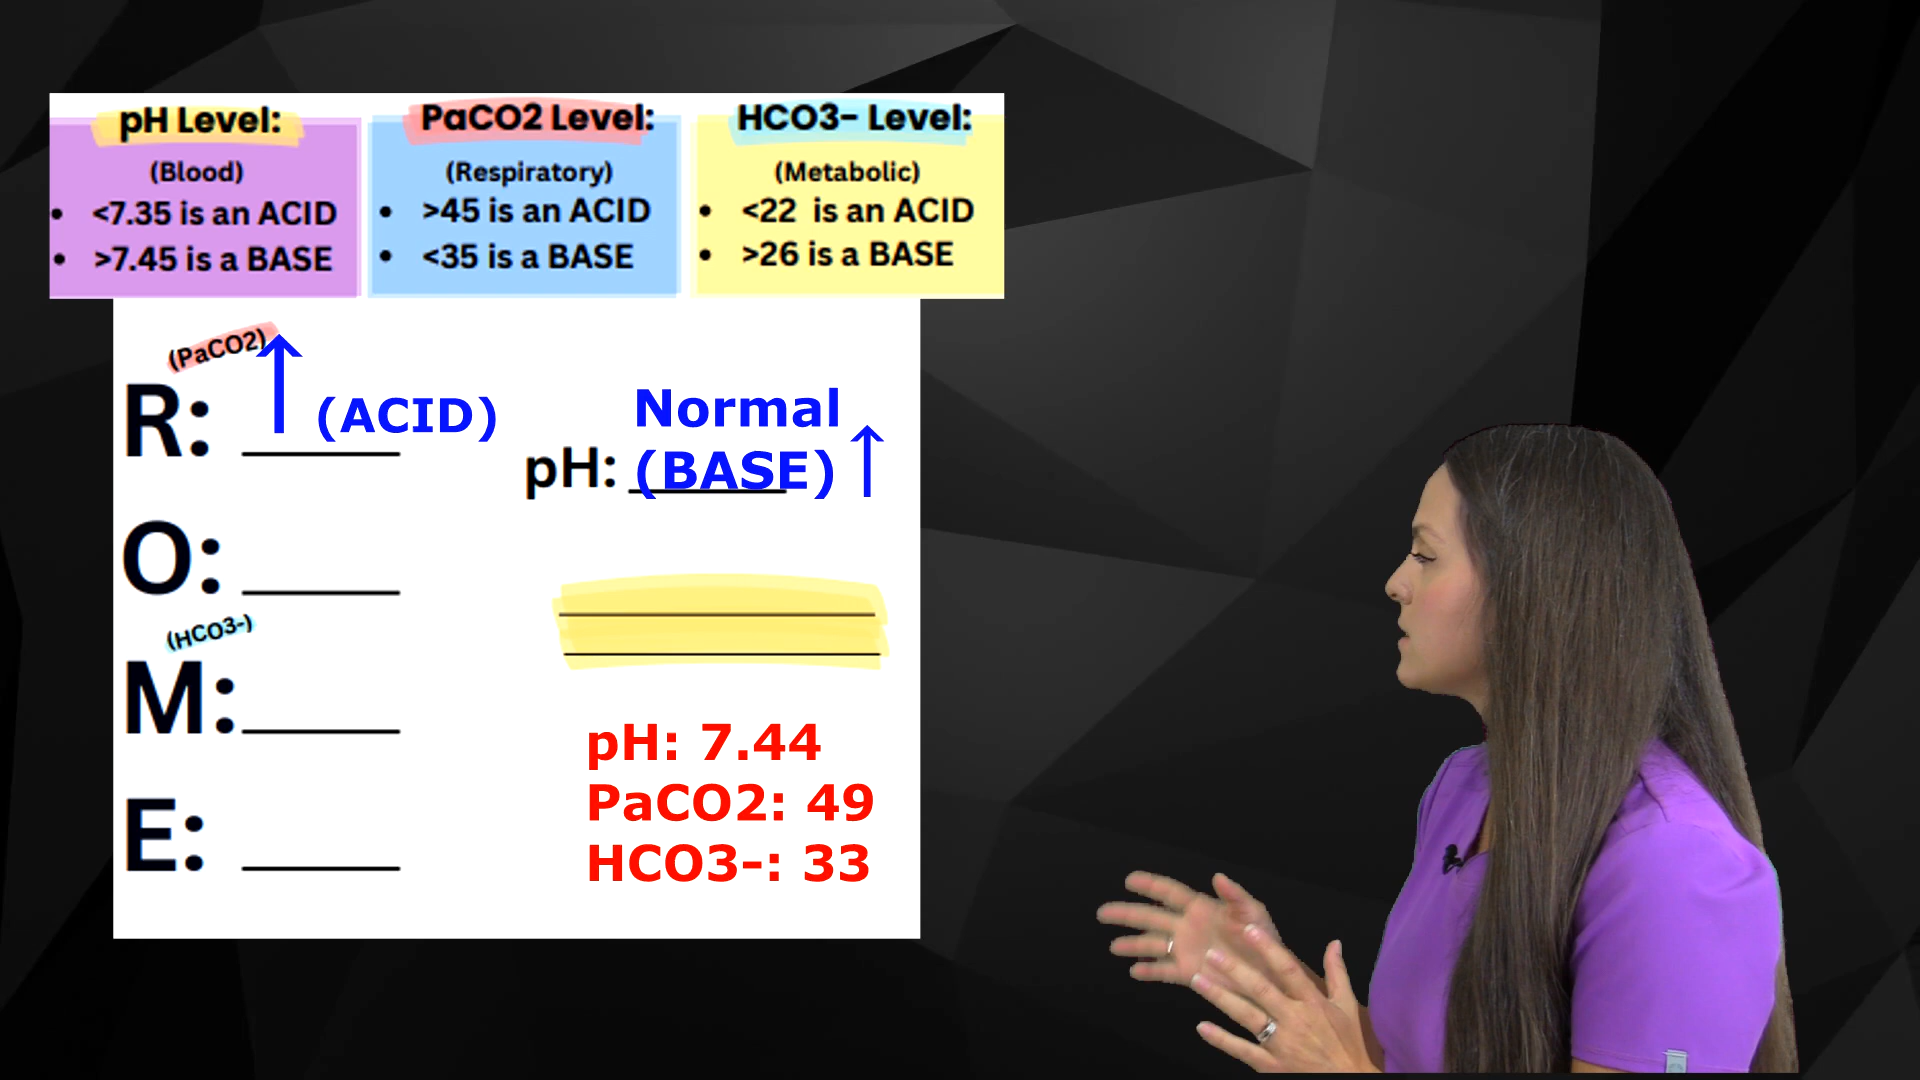 pH Level:
(Blood)
• <7.35 is an ACID
• >7.45 is a BASE
PaCO2 Level:
(Respiratory)
• >45 is an ACID
• <35 is a BASE
HCO3- Level:
(Metabolic)
• <22 is an ACID
• >26 is a BASE
(PaCO2)
R: ↑ (ACID)
O:
(HCO3-)
M:
E:
Normal
pH: (BASE) ↑
pH: 7.44
PaCO2: 49
HCO3-: 33